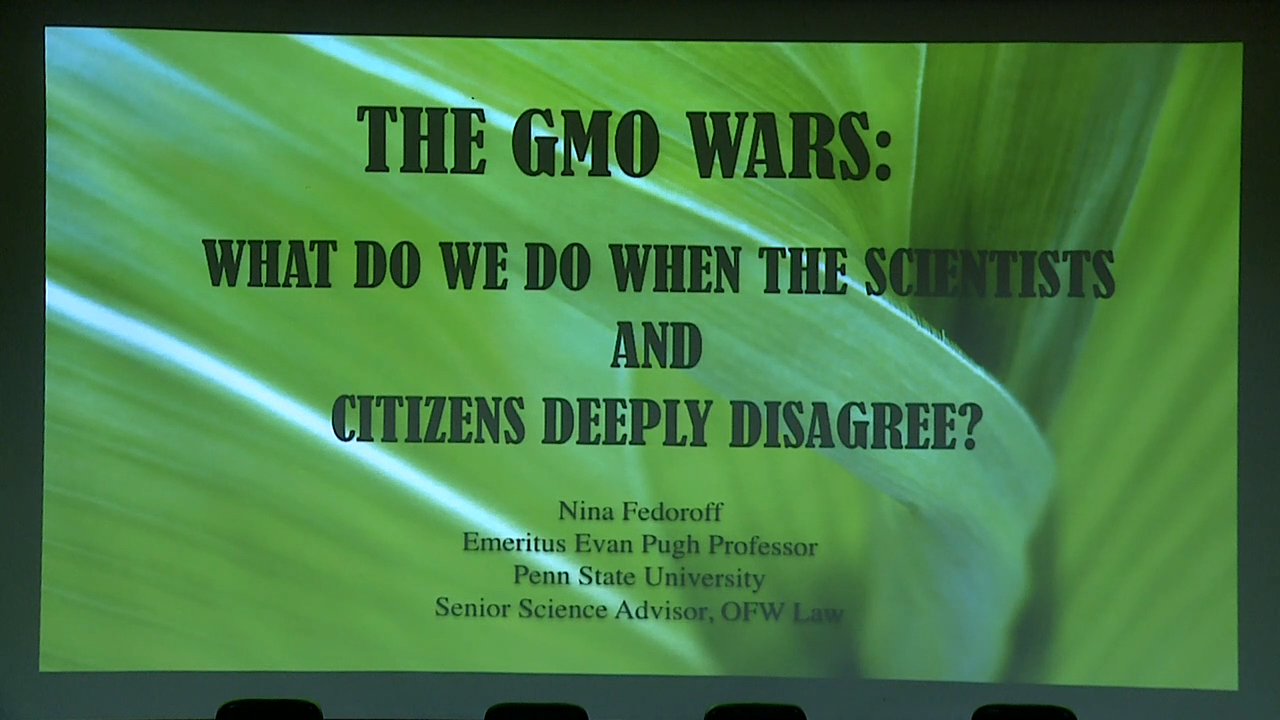 THE GMO WARS:
WHAT DO WE DO WHEN THE SCIENTISTS
AND
CITIZENS DEEPLY DISAGREE?
Nina Fedoroff
Emeritus Evan Pugh Professor
Penn State University
Senior Science Advisor, OFW Law